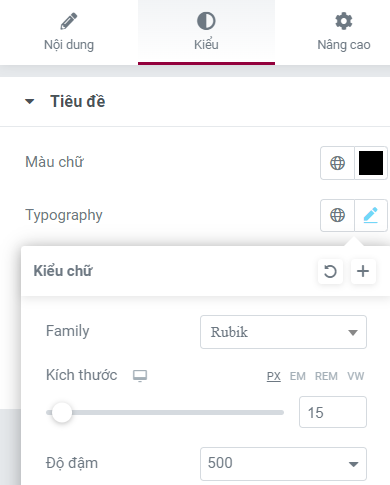 Nội dung
Kiểu
Nâng cao
Tiêu đề
Màu chữ
Typography
Kiểu chữ
Family
Rubik
Kích thước
PX EM REM VW
15
Độ đậm
500